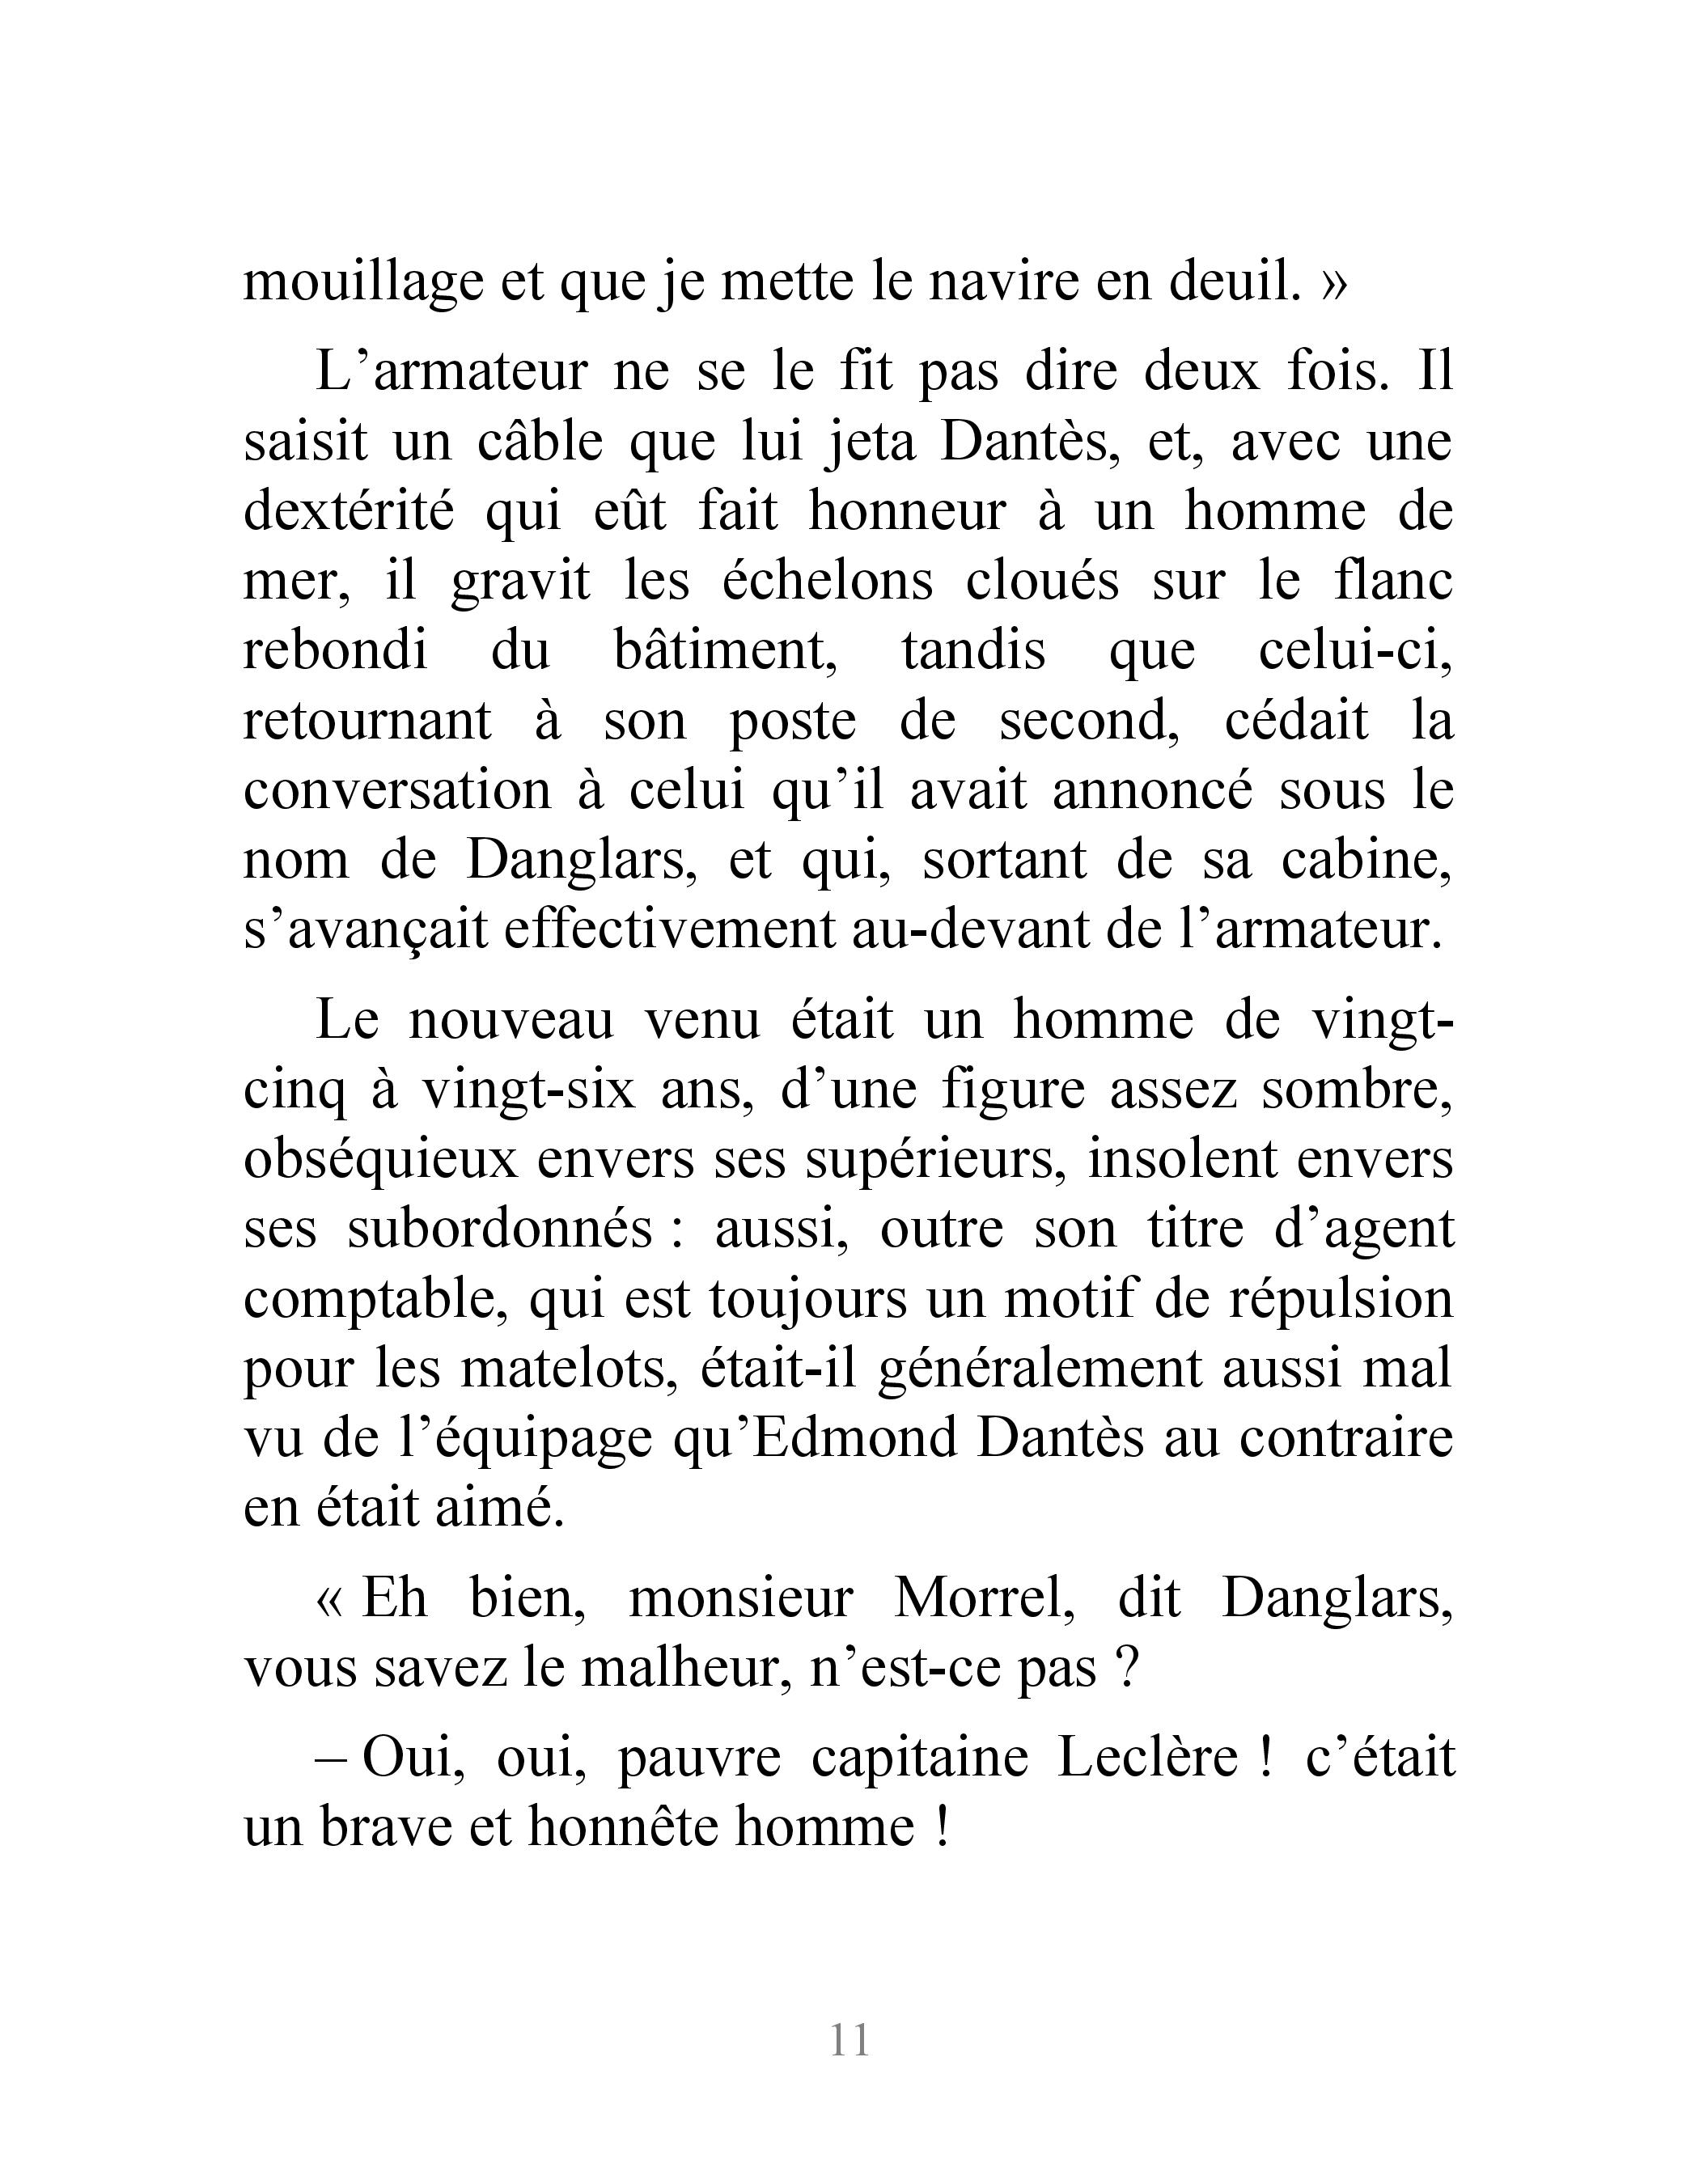 mouillage et que je mette le navire en deuil. »
L’armateur ne se le fit pas dire deux fois. Il
saisit un câble que lui jeta Dantès, et, avec une
dextérité qui eût fait honneur à un homme de
mer, il gravit les échelons cloués sur le flanc
rebondi du bâtiment, tandis que celui-ci,
retournant à son poste de second, cédait la
conversation à celui qu’il avait annoncé sous le
nom de Danglars, et qui, sortant de sa cabine,
s’avançait effectivement au-devant de l’armateur.
Le nouveau venu était un homme de vingt-
cinq à vingt-six ans, d’une figure assez sombre,
obséquieux envers ses supérieurs, insolent envers
ses subordonnés : aussi, outre son titre d’agent
comptable, qui est toujours un motif de répulsion
pour les matelots, était-il généralement aussi mal
vu de l’équipage qu’Edmond Dantès au contraire
en était aimé.
« Eh bien, monsieur Morrel, dit Danglars,
vous savez le malheur, n’est-ce pas ?
– Oui, oui, pauvre capitaine Leclère ! c’était
un brave et honnête homme !
11